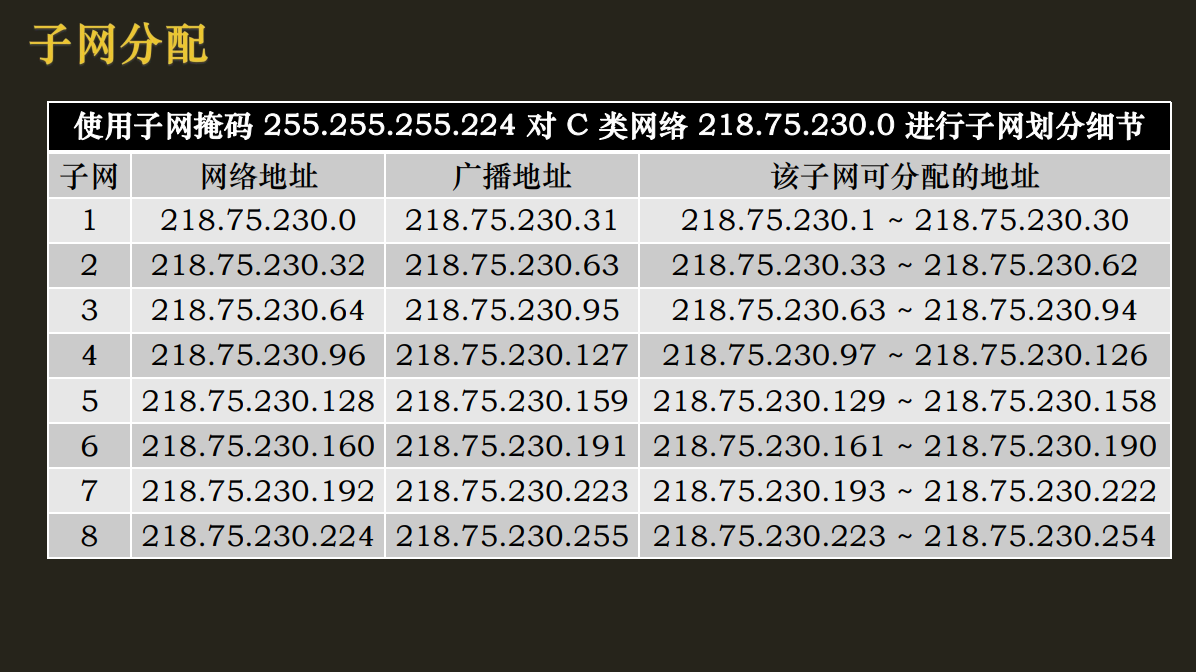 子网分配
使用子网掩码 255.255.255.224 对 C 类网络 218.75.230.0 进行子网划分细节
子网 网络地址 广播地址 该子网可分配的地址
1 218.75.230.0 218.75.230.31 218.75.230.1 ~ 218.75.230.30
2 218.75.230.32 218.75.230.63 218.75.230.33 ~ 218.75.230.62
3 218.75.230.64 218.75.230.95 218.75.230.63 ~ 218.75.230.94
4 218.75.230.96 218.75.230.127 218.75.230.97 ~ 218.75.230.126
5 218.75.230.128 218.75.230.159 218.75.230.129 ~ 218.75.230.158
6 218.75.230.160 218.75.230.191 218.75.230.161 ~ 218.75.230.190
7 218.75.230.192 218.75.230.223 218.75.230.193 ~ 218.75.230.222
8 218.75.230.224 218.75.230.255 218.75.230.223 ~ 218.75.230.254